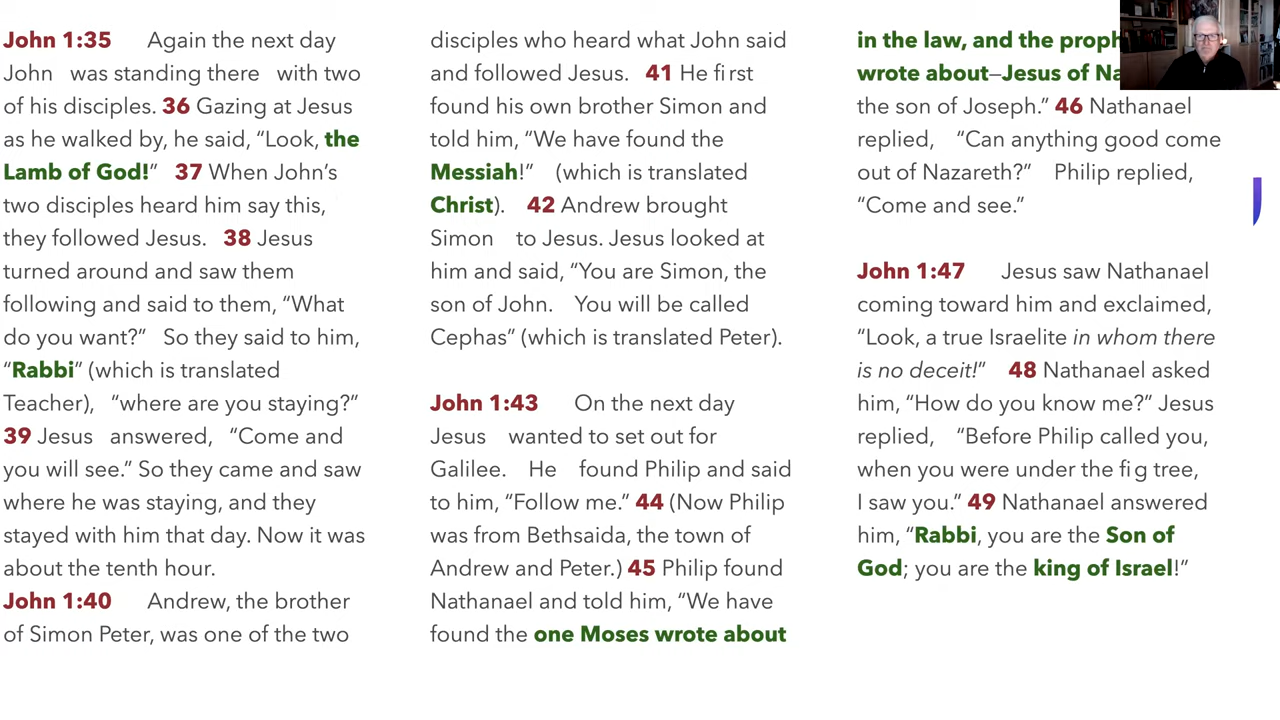 John 1:35 Again the next day
John was standing there with two
of his disciples. 36 Gazing at Jesus
as he walked by, he said, “Look, the
Lamb of God!” 37 When John’s
two disciples heard him say this,
they followed Jesus. 38 Jesus
turned around and saw them
following and said to them, “What
do you want?” So they said to him,
“Rabbi” (which is translated
Teacher), “where are you staying?”
39 Jesus answered, “Come and
you will see.” So they came and saw
where he was staying, and they
stayed with him that day. Now it was
about the tenth hour.
John 1:40 Andrew, the brother
of Simon Peter, was one of the two
disciples who heard what John said
and followed Jesus. 41 He first
found his own brother Simon and
told him, “We have found the
Messiah!” (which is translated
Christ). 42 Andrew brought
Simon to Jesus. Jesus looked at
him and said, “You are Simon, the
son of John. You will be called
Cephas” (which is translated Peter).
John 1:43 On the next day
Jesus wanted to set out for
Galilee. He found Philip and said
to him, “Follow me.” 44 (Now Philip
was from Bethsaida, the town of
Andrew and Peter.) 45 Philip found
Nathanael and told him, “We have
found the one Moses wrote about
in the law, and the
wrote about–Jesus of
the son of Joseph.” 46 Nathanael
replied, “Can anything good come
out of Nazareth?” Philip replied,
“Come and see.”
John 1:47 Jesus saw Nathanael
coming toward him and exclaimed,
“Look, a true Israelite in whom there
is no deceit!” 48 Nathanael asked
him, “How do you know me?” Jesus
replied, “Before Philip called you,
when you were under the fig tree,
I saw you.” 49 Nathanael answered
him, “Rabbi, you are the Son of
God; you are the king of Israel!”